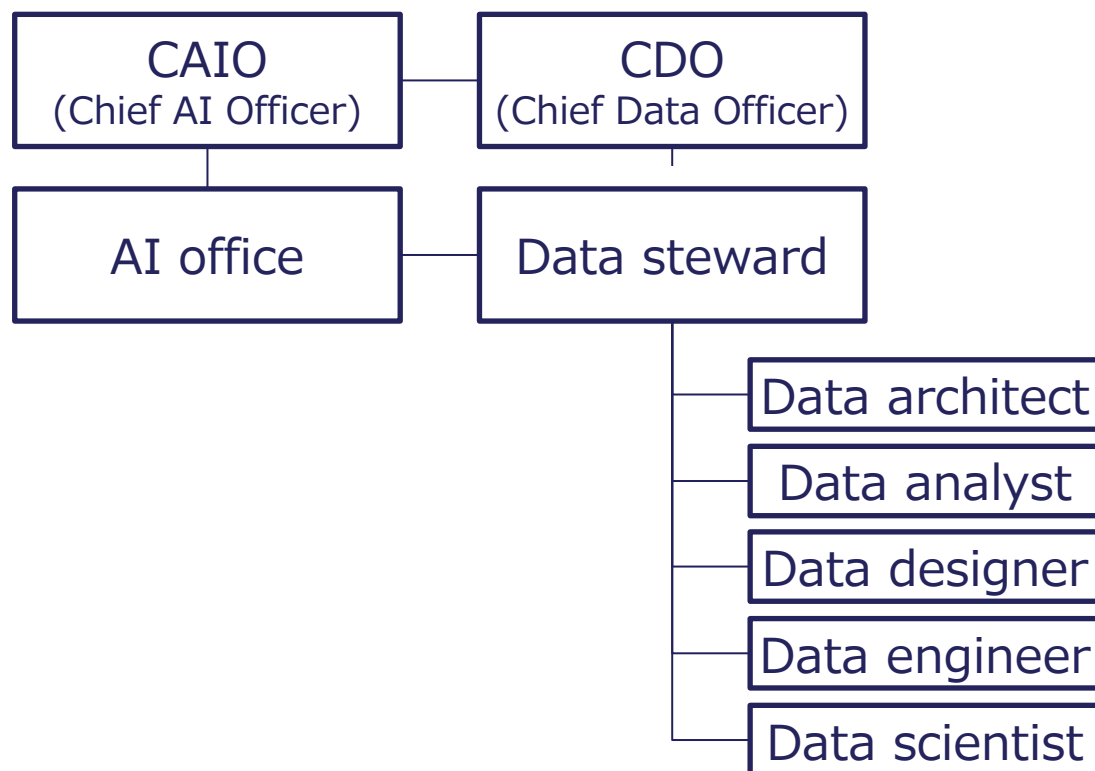 CAIO
(Chief AI Officer)
CDO
(Chief Data Officer)
AI office
Data steward
Data architect
Data analyst
Data designer
Data engineer
Data scientist